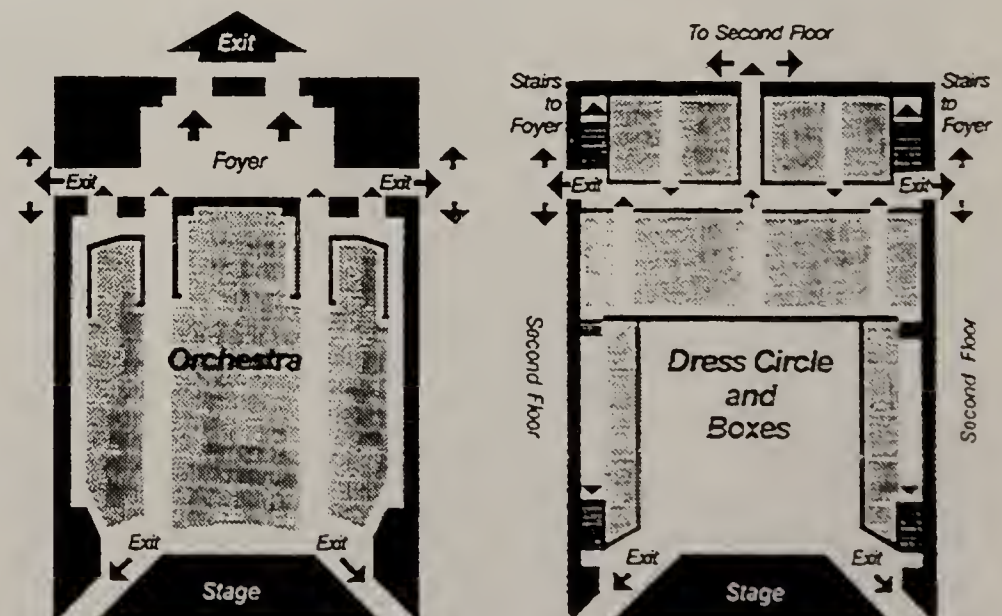 Exit
Foyer
Exit
Exit
Orchestra
Exit
Exit
Stage
To Second Floor
Stairs
to
Foyer
Stairs
to
Foyer
Exit
Exit
Second Floor
Dress Circle
and
Boxes
Second Floor
Exit
Exit
Stage